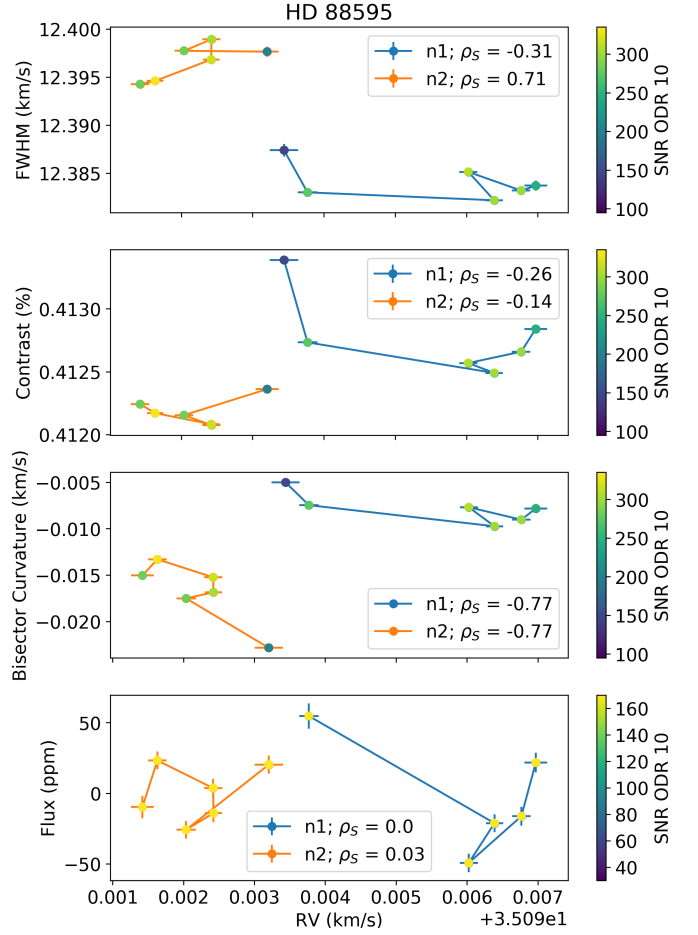 HD 88595
12.400
12.395
12.390
12.385
FWHM (km/s)
n1; ρS = -0.31
n2; ρS = 0.71
300
250
200
150
100
SNR ODR 10
0.4130
0.4125
0.4120
Contrast (%)
n1; ρS = -0.26
n2; ρS = -0.14
300
250
200
150
100
SNR ODR 10
−0.005
−0.010
−0.015
−0.020
Bisector Curvature (km/s)
n1; ρS = -0.77
n2; ρS = -0.77
300
250
200
150
100
SNR ODR 10
50
0
−50
Flux (ppm)
n1; ρS = 0.0
n2; ρS = 0.03
160
140
120
100
80
60
40
SNR ODR 10
0.001 0.002 0.003 0.004 0.005 0.006 0.007
RV (km/s)
+3.509e1